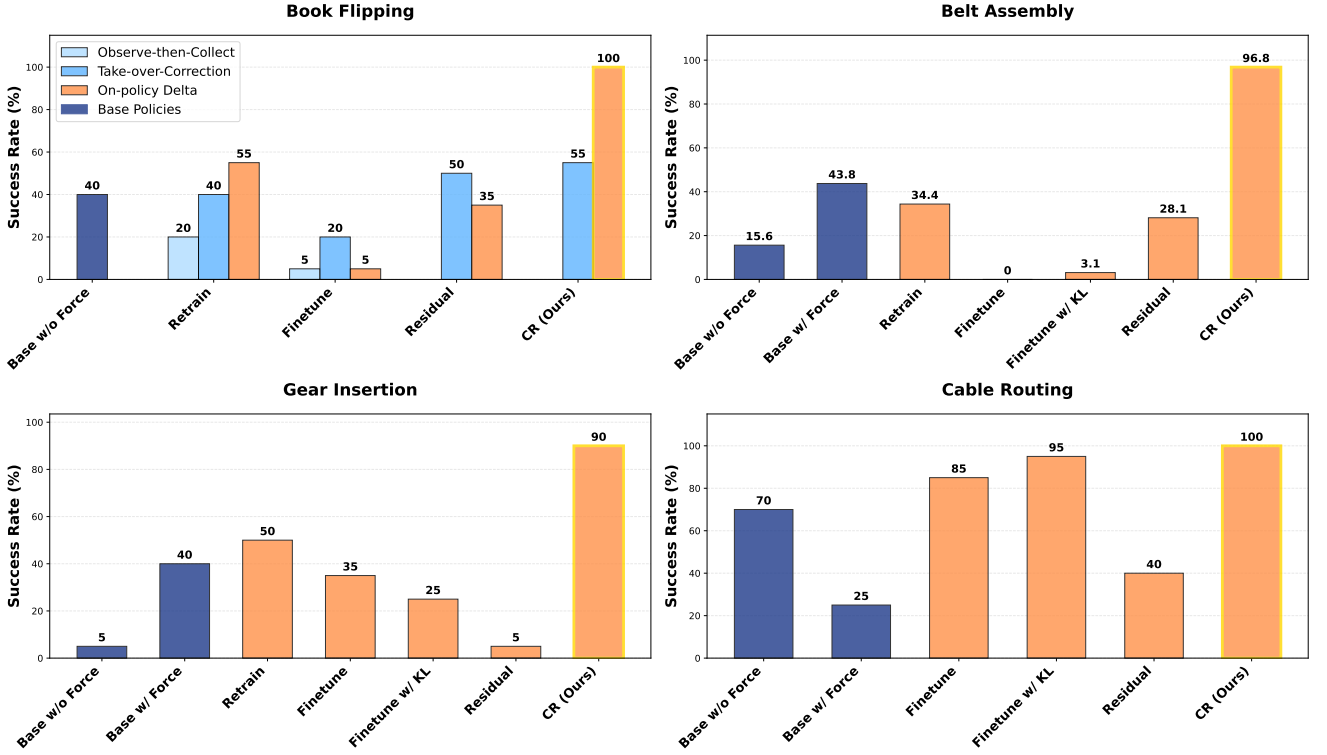 Book Flipping
Success Rate (%)
100
80
60
40
20
0
Observe-then-Collect
Take-over-Correction
On-policy Delta
Base Policies
40
20
40
55
5
20
5
50
35
55
100
Base w/o Force
Retrain
Finetune
Residual
CR (Ours)
Belt Assembly
Success Rate (%)
100
80
60
40
20
0
15.6
43.8
34.4
0
3.1
28.1
96.8
Base w/o Force
Base w/ Force
Retrain
Finetune
Finetune w/ KL
Residual
CR (Ours)
Gear Insertion
Success Rate (%)
100
80
60
40
20
0
5
40
50
35
25
5
90
Base w/o Force
Base w/ Force
Retrain
Finetune
Finetune w/ KL
Residual
CR (Ours)
Cable Routing
Success Rate (%)
100
80
60
40
20
0
70
25
85
95
40
100
Base w/o Force
Base w/ Force
Finetune
Finetune w/ KL
Residual
CR (Ours)